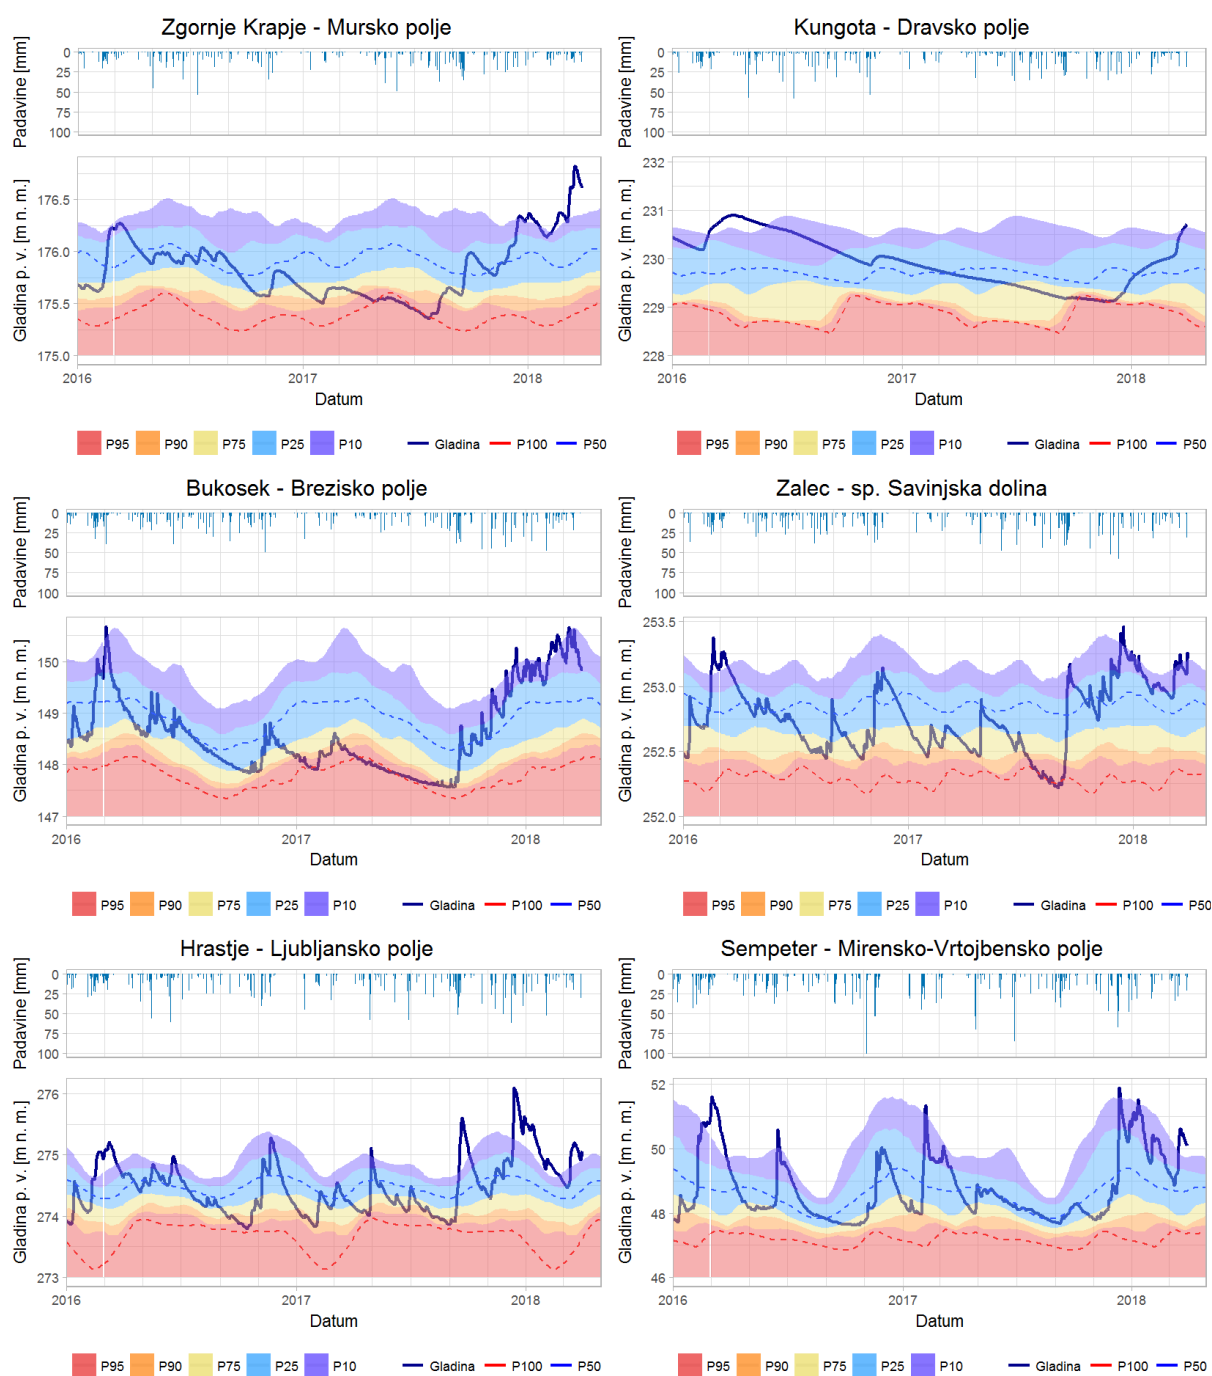 Zgornje Krapje - Mursko polje
Padavine [mm]
0
25
50
75
100
Gladina p. v. [m n. m.]
176.5
176.0
175.5
175.0
2016 2017 2018
Datum
P95 P90 P75 P25 P10 Gladina P100 P50
Kungota - Dravsko polje
Padavine [mm]
0
25
50
75
100
Gladina p. v. [m n. m.]
232
231
230
229
228
2016 2017 2018
Datum
P95 P90 P75 P25 P10 Gladina P100 P50
Bukosek - Brezisko polje
Padavine [mm]
0
25
50
75
100
Gladina p. v. [m n. m.]
150
149
148
147
2016 2017 2018
Datum
P95 P90 P75 P25 P10 Gladina P100 P50
Zalec - sp. Savinjska dolina
Padavine [mm]
0
25
50
75
100
Gladina p. v. [m n. m.]
253.5
253.0
252.5
252.0
2016 2017 2018
Datum
P95 P90 P75 P25 P10 Gladina P100 P50
Hrastje - Ljubljansko polje
Padavine [mm]
0
25
50
75
100
Gladina p. v. [m n. m.]
276
275
274
273
2016 2017 2018
Datum
P95 P90 P75 P25 P10 Gladina P100 P50
Sempeter - Mirensko-Vrtojbensko polje
Padavine [mm]
0
25
50
75
100
Gladina p. v. [m n. m.]
52
50
48
46
2016 2017 2018
Datum
P95 P90 P75 P25 P10 Gladina P100 P50